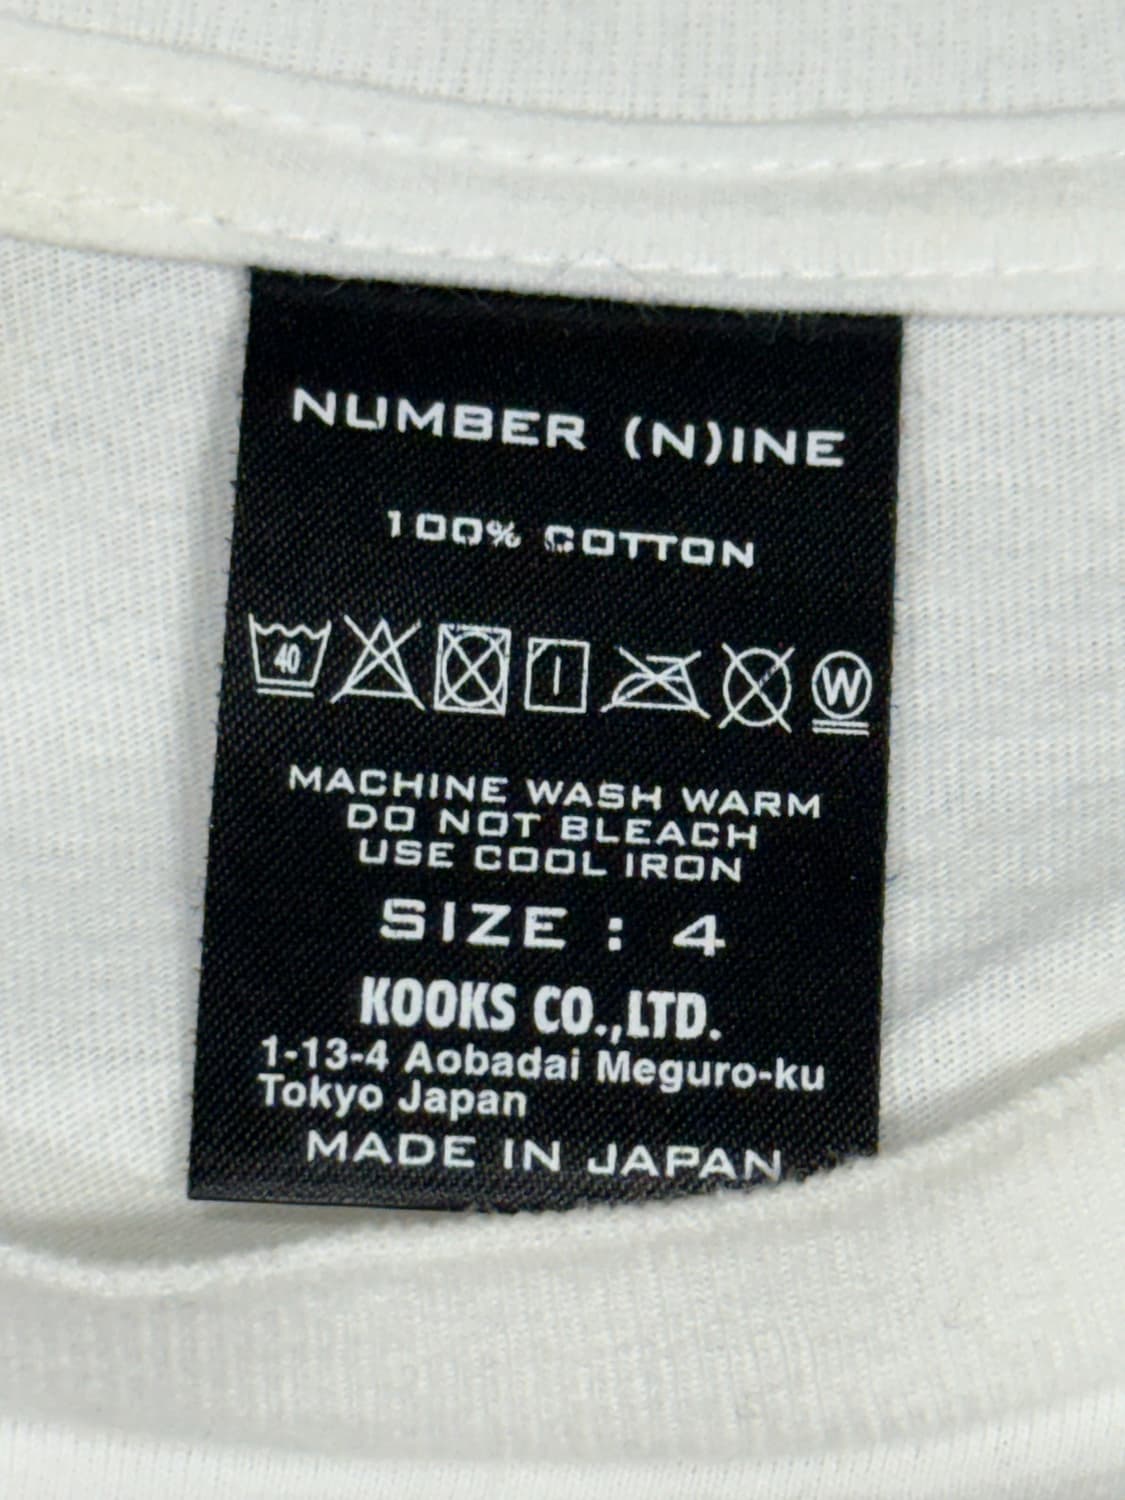 NUMBER (N)INE
100% COTTON
40 W
MACHINE WASH WARM
DO NOT BLEACH
USE COOL IRON
SIZE : 4
KOOKS CO.,LTD.
1-13-4 Aobadai Meguro-ku
Tokyo Japan
MADE IN JAPAN